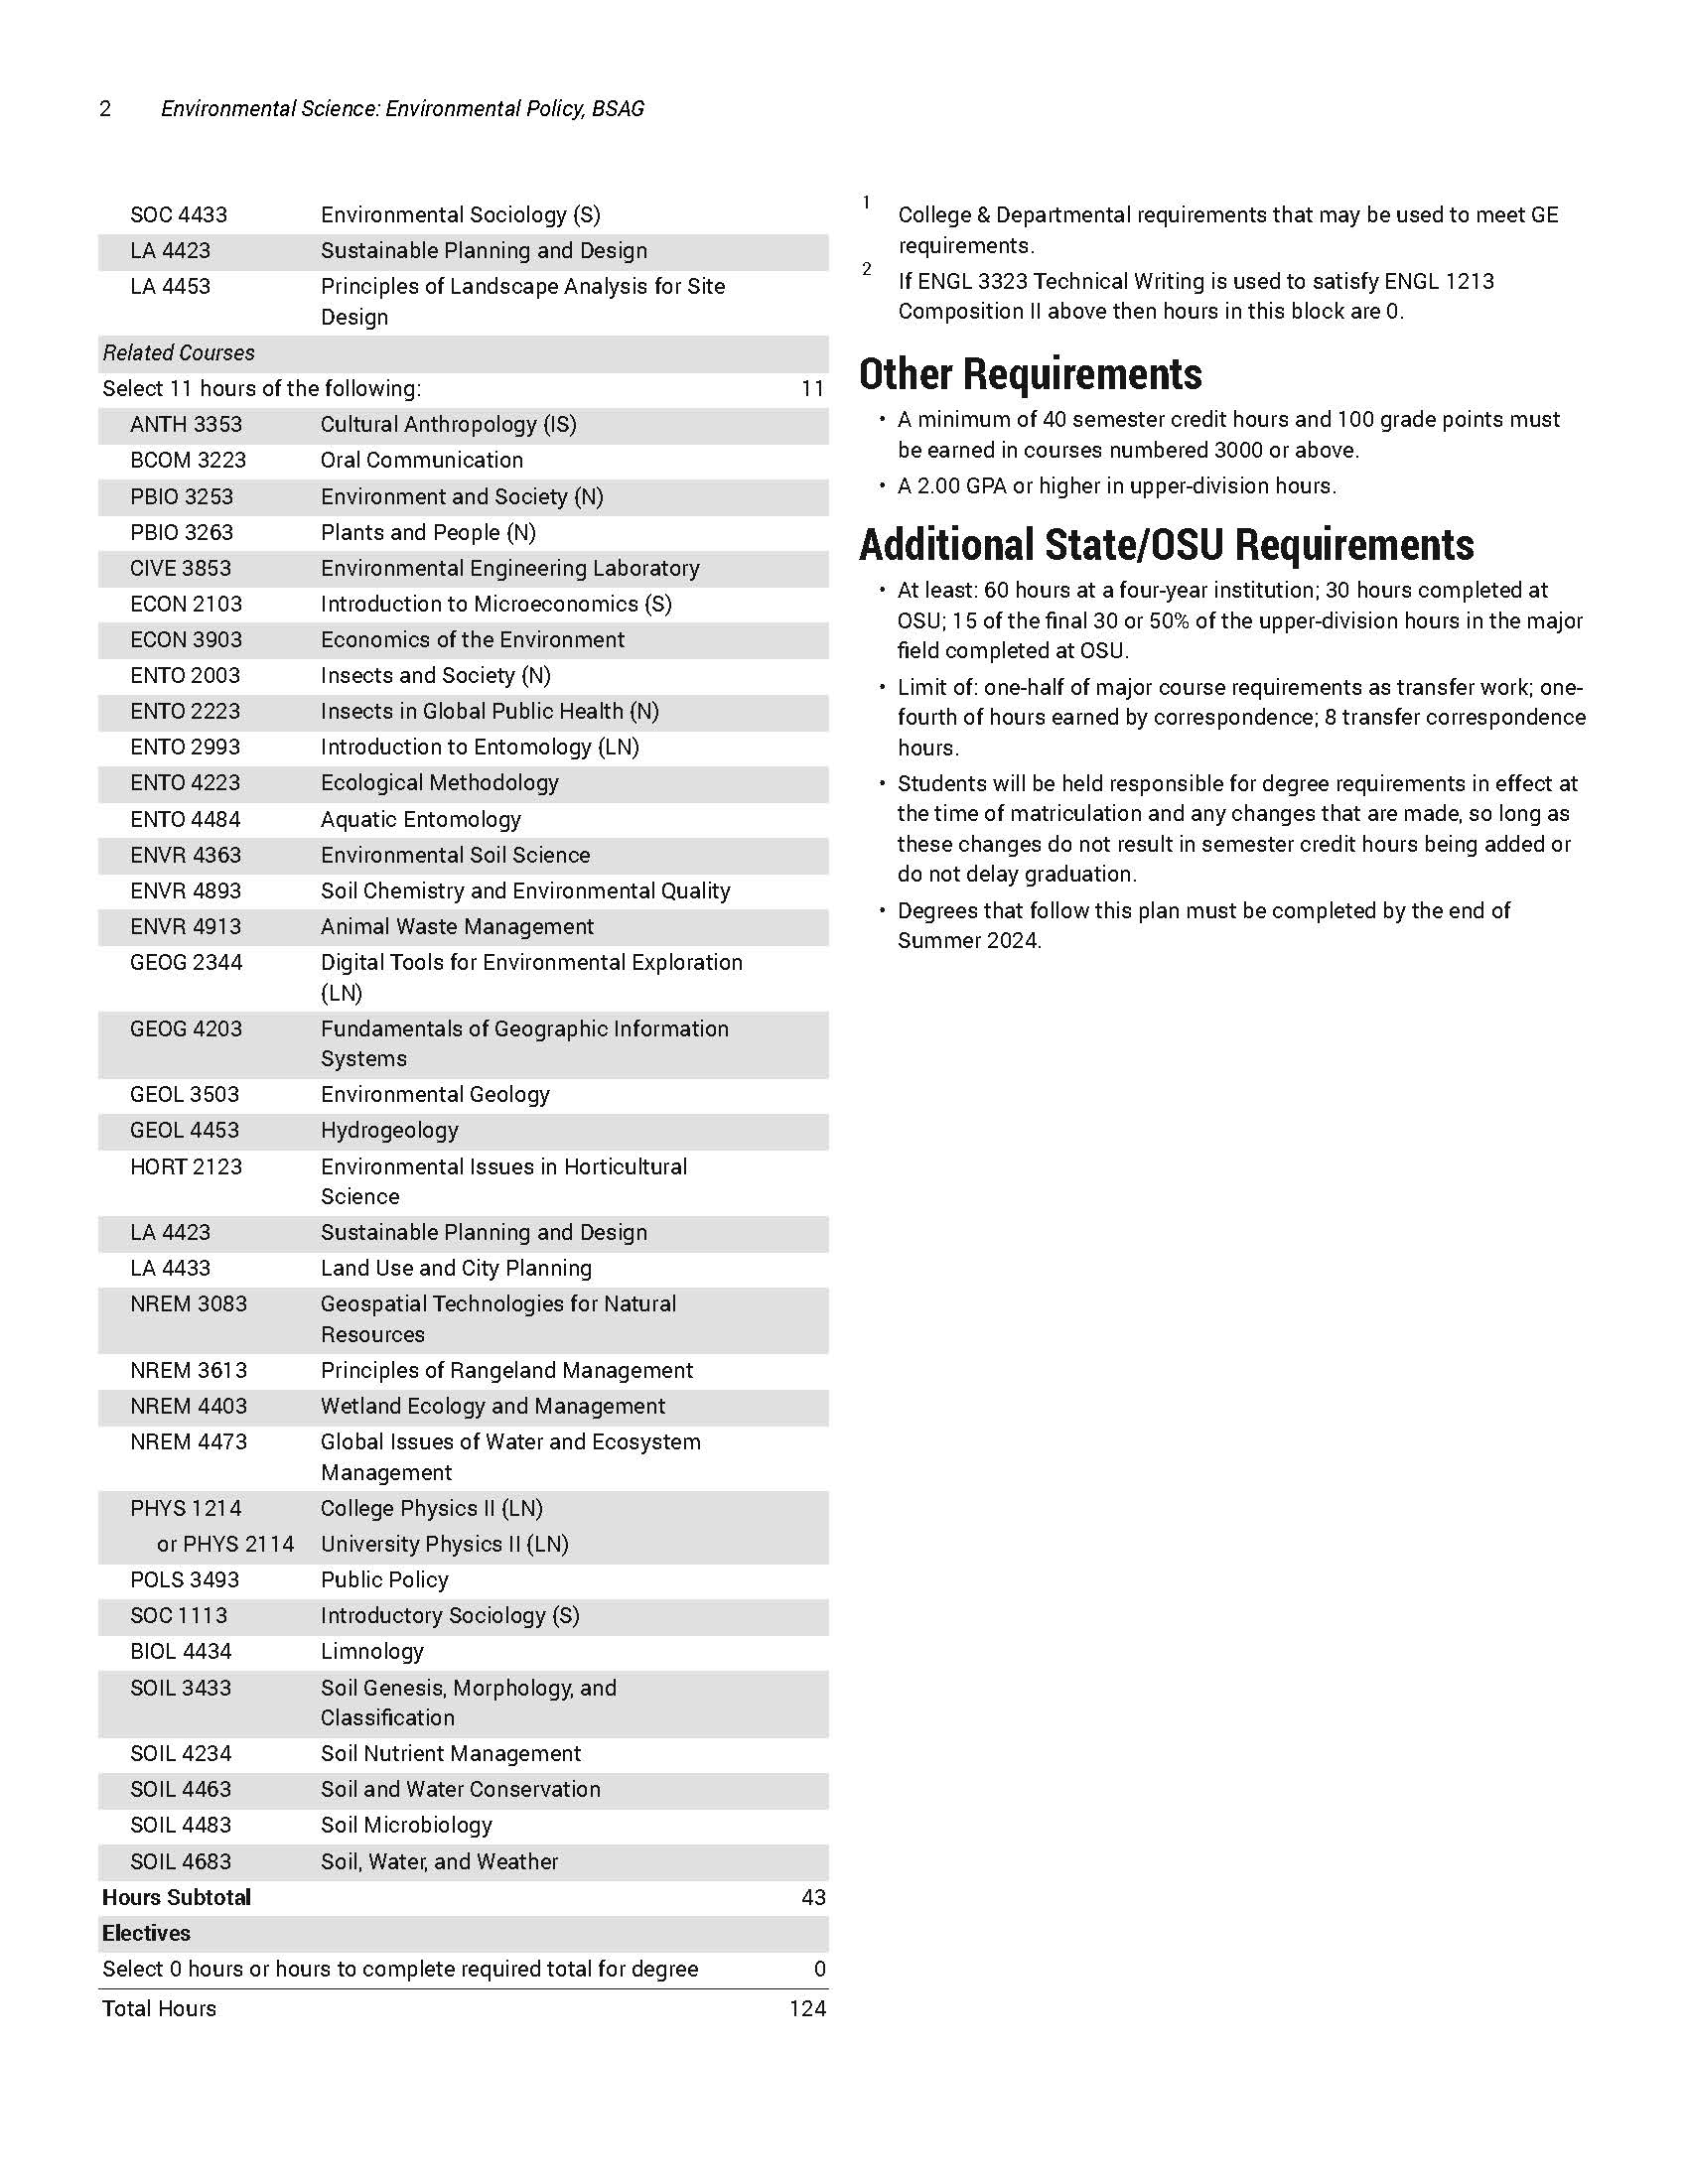 2 Environmental Science: Environmental Policy, BSAG
SOC 4433 Environmental Sociology (S)
LA 4423 Sustainable Planning and Design
LA 4453 Principles of Landscape Analysis for Site
Design
Related Courses
Select 11 hours of the following: 11
ANTH 3353 Cultural Anthropology (IS)
BCOM 3223 Oral Communication
PBIO 3253 Environment and Society (N)
PBIO 3263 Plants and People (N)
CIVE 3853 Environmental Engineering Laboratory
ECON 2103 Introduction to Microeconomics (S)
ECON 3903 Economics of the Environment
ENTO 2003 Insects and Society (N)
ENTO 2223 Insects in Global Public Health (N)
ENTO 2993 Introduction to Entomology (LN)
ENTO 4223 Ecological Methodology
ENTO 4484 Aquatic Entomology
ENVR 4363 Environmental Soil Science
ENVR 4893 Soil Chemistry and Environmental Quality
ENVR 4913 Animal Waste Management
GEOG 2344 Digital Tools for Environmental Exploration
(LN)
GEOG 4203 Fundamentals of Geographic Information
Systems
GEOL 3503 Environmental Geology
GEOL 4453 Hydrogeology
HORT 2123 Environmental Issues in Horticultural
Science
LA 4423 Sustainable Planning and Design
LA 4433 Land Use and City Planning
NREM 3083 Geospatial Technologies for Natural
Resources
NREM 3613 Principles of Rangeland Management
NREM 4403 Wetland Ecology and Management
NREM 4473 Global Issues of Water and Ecosystem
Management
PHYS 1214 College Physics II (LN)
or PHYS 2114 University Physics II (LN)
POLS 3493 Public Policy
SOC 1113 Introductory Sociology (S)
BIOL 4434 Limnology
SOIL 3433 Soil Genesis, Morphology, and
Classification
SOIL 4234 Soil Nutrient Management
SOIL 4463 Soil and Water Conservation
SOIL 4483 Soil Microbiology
SOIL 4683 Soil, Water, and Weather
Hours Subtotal 43
Electives
Select 0 hours or hours to complete required total for degree 0
Total Hours 124
1 College & Departmental requirements that may be used to meet GE
requirements.
2 If ENGL 3323 Technical Writing is used to satisfy ENGL 1213
Composition II above then hours in this block are 0.
Other Requirements
• A minimum of 40 semester credit hours and 100 grade points must
be earned in courses numbered 3000 or above.
• A 2.00 GPA or higher in upper-division hours.
Additional State/OSU Requirements
• At least: 60 hours at a four-year institution; 30 hours completed at
OSU; 15 of the final 30 or 50% of the upper-division hours in the major
field completed at OSU.
• Limit of: one-half of major course requirements as transfer work; one-
fourth of hours earned by correspondence; 8 transfer correspondence
hours.
• Students will be held responsible for degree requirements in effect at
the time of matriculation and any changes that are made, so long as
these changes do not result in semester credit hours being added or
do not delay graduation.
• Degrees that follow this plan must be completed by the end of
Summer 2024.